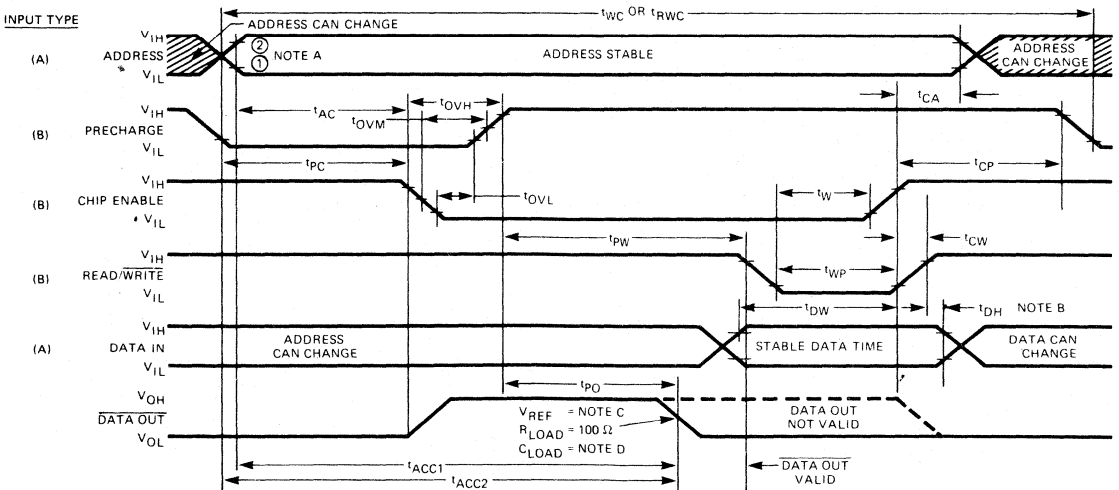 INPUT TYPE
tWC OR tRWC
ADDRESS CAN CHANGE
(A)
VIH
ADDRESS
VIL
② NOTE A
①
ADDRESS STABLE
ADDRESS
CAN CHANGE
tAC
tOVH
tOVM
tCA
(B)
VIH
PRECHARGE
VIL
tPC
tOVL
tCP
(B)
VIH
CHIP ENABLE
VIL
tW
tPW
tCW
(B)
VIH
READ/WRITE
VIL
tWP
tDW
tDH NOTE B
(A)
VIH
DATA IN
VIL
ADDRESS
CAN CHANGE
STABLE DATA TIME
DATA CAN
CHANGE
tPO
VOH
DATA OUT
VOL
VREF = NOTE C
RLOAD = 100 Ω
CLOAD = NOTE D
DATA OUT
NOT VALID
tACC1
tACC2
DATA OUT
VALID